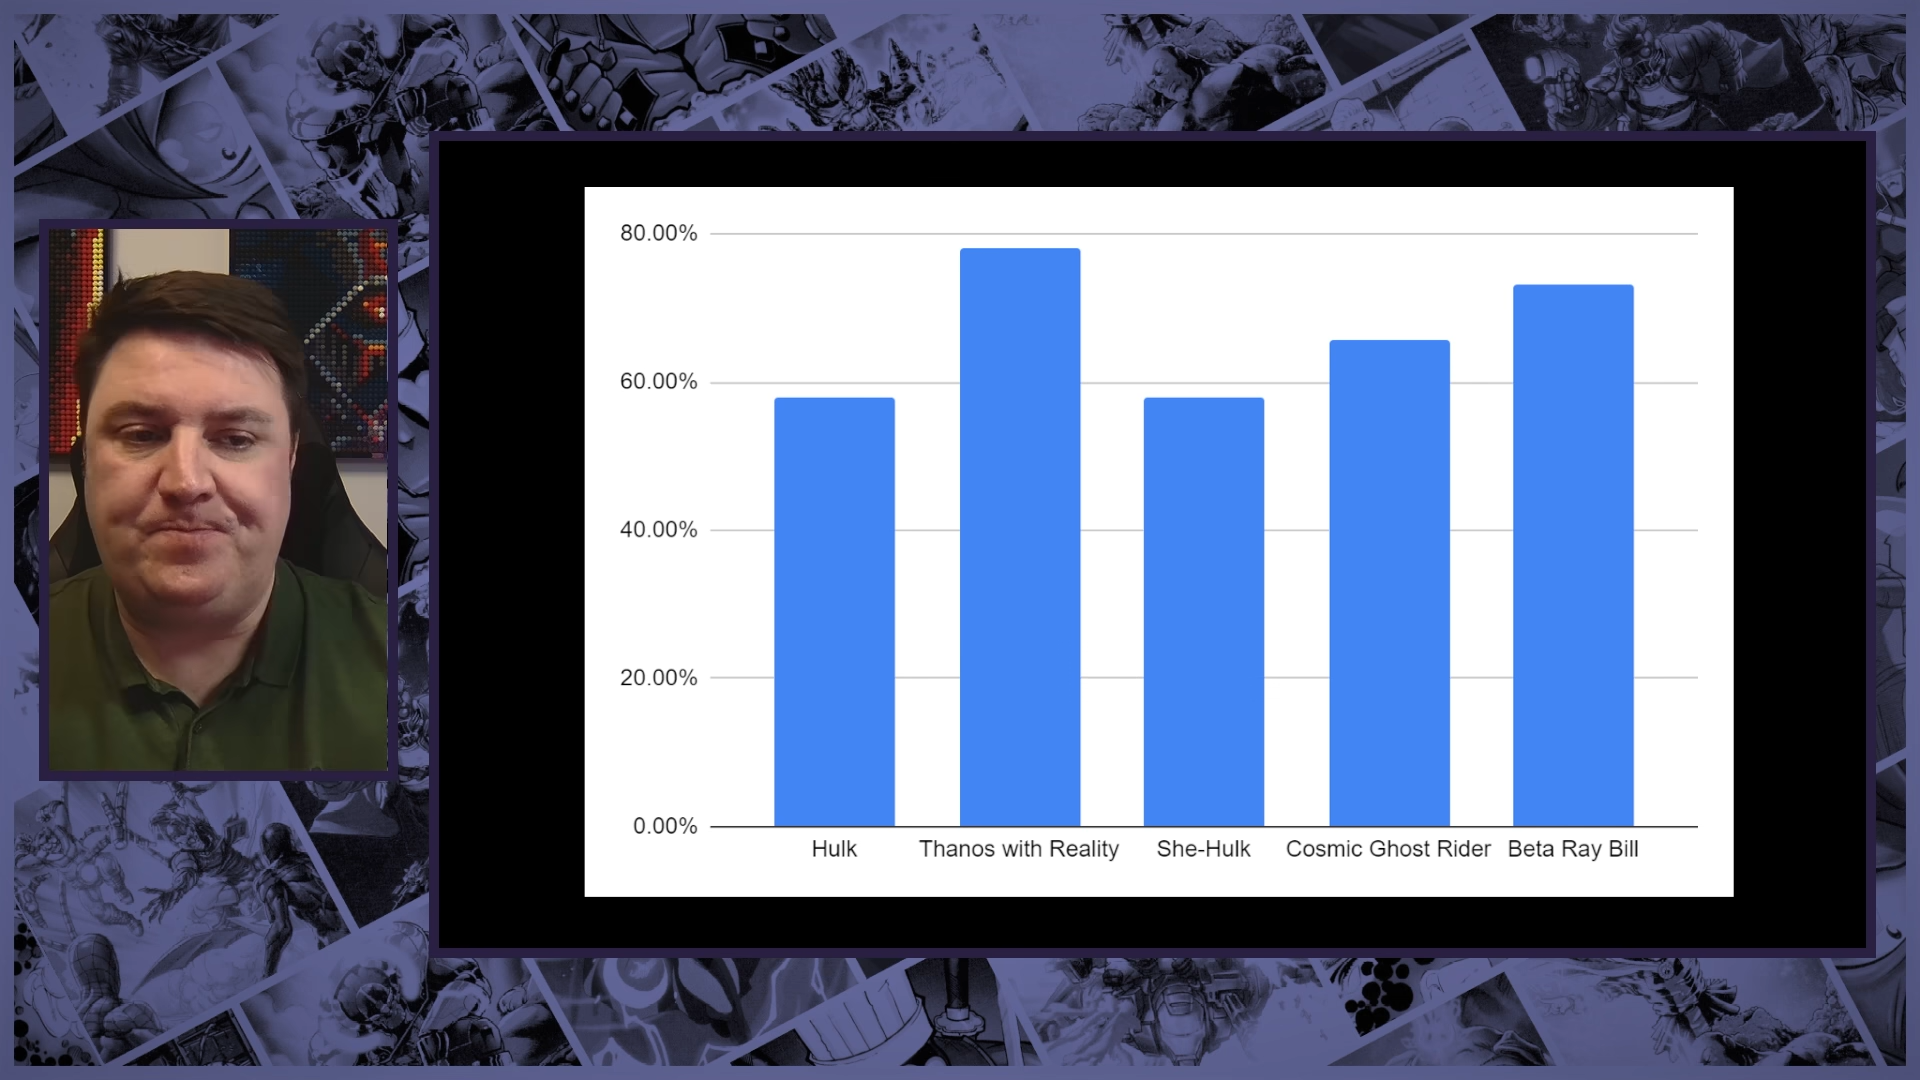 80.00%
60.00%
40.00%
20.00%
0.00%
Hulk
Thanos with Reality
She-Hulk
Cosmic Ghost Rider
Beta Ray Bill